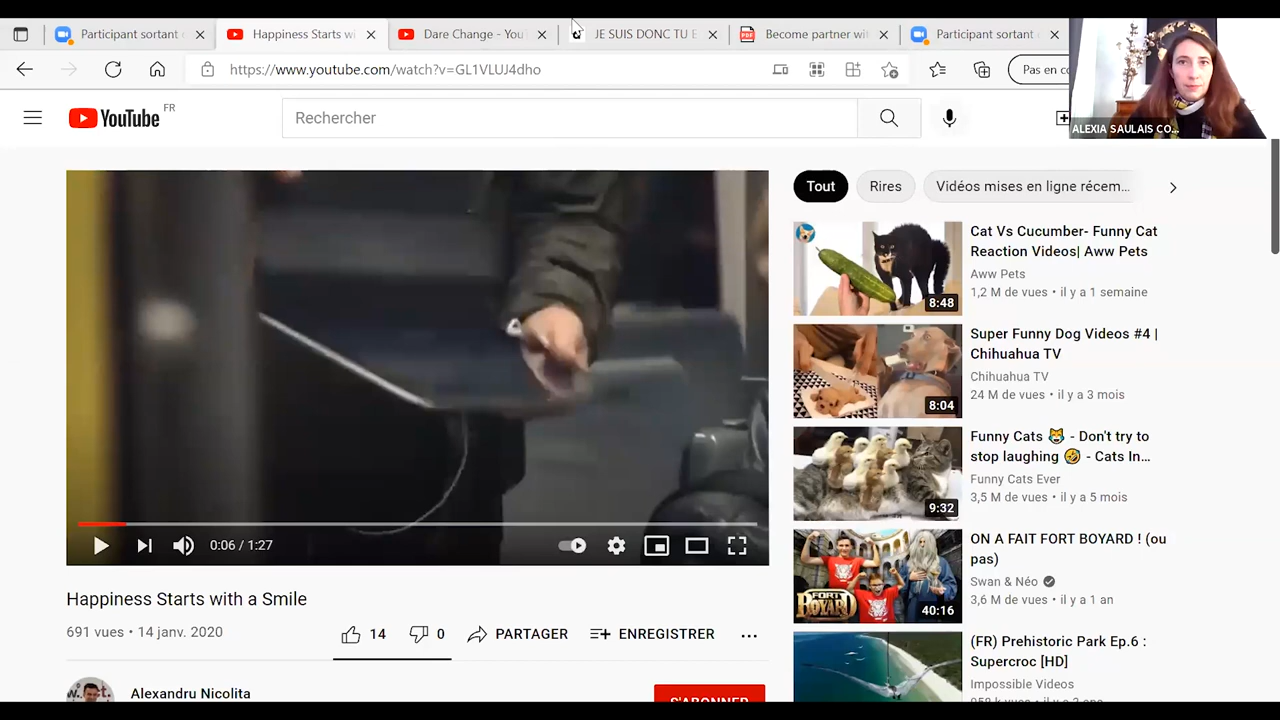 Participant sortant
Happiness Starts wi
Dare Change - You
JE SUIS DONC TU E
Become partner wi
Participant sortant
https://www.youtube.com/watch?v=GL1VLUJ4dho
Pas en co
YouTube FR
Rechercher
ALEXIA SAULAIS CO...
Tout
Rires
Vidéos mises en ligne récem...
Cat Vs Cucumber- Funny Cat
Reaction Videos| Aww Pets
Aww Pets
1,2 M de vues • il y a 1 semaine
8:48
Super Funny Dog Videos #4 |
Chihuahua TV
Chihuahua TV
24 M de vues • il y a 3 mois
8:04
Funny Cats 😹 - Don't try to
stop laughing 🤣 - Cats In...
Funny Cats Ever
3,5 M de vues • il y a 5 mois
9:32
ON A FAIT FORT BOYARD ! (ou
pas)
Swan & Néo
3,6 M de vues • il y a 1 an
FORT
BOYARD
40:16
(FR) Prehistoric Park Ep.6 :
Supercroc [HD]
Impossible Videos
0:06 / 1:27
Happiness Starts with a Smile
691 vues • 14 janv. 2020
14
0
PARTAGER
ENREGISTRER
Alexandru Nicolita
S'ABONNER